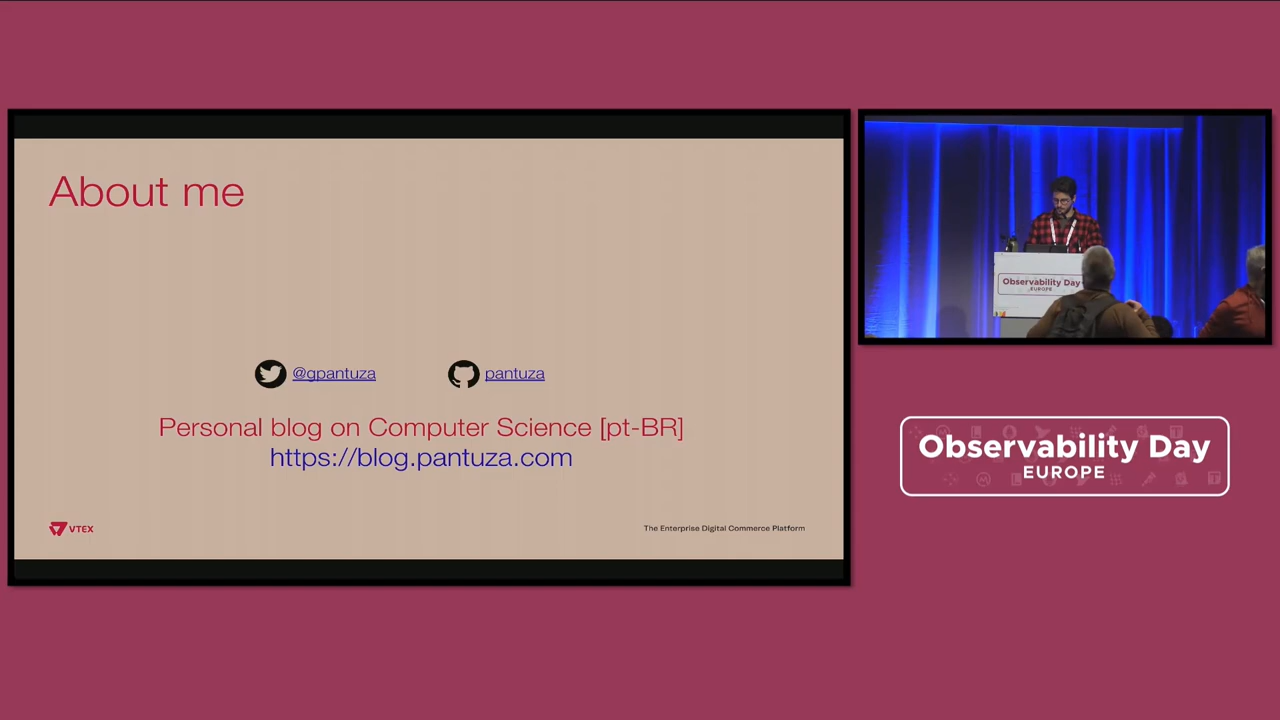 About me
@gpantuza
pantuza
Personal blog on Computer Science [pt-BR]
https://blog.pantuza.com
VTEX
The Enterprise Digital Commerce Platform
Observability Day
EUROPE
Observability Day
EUROPE